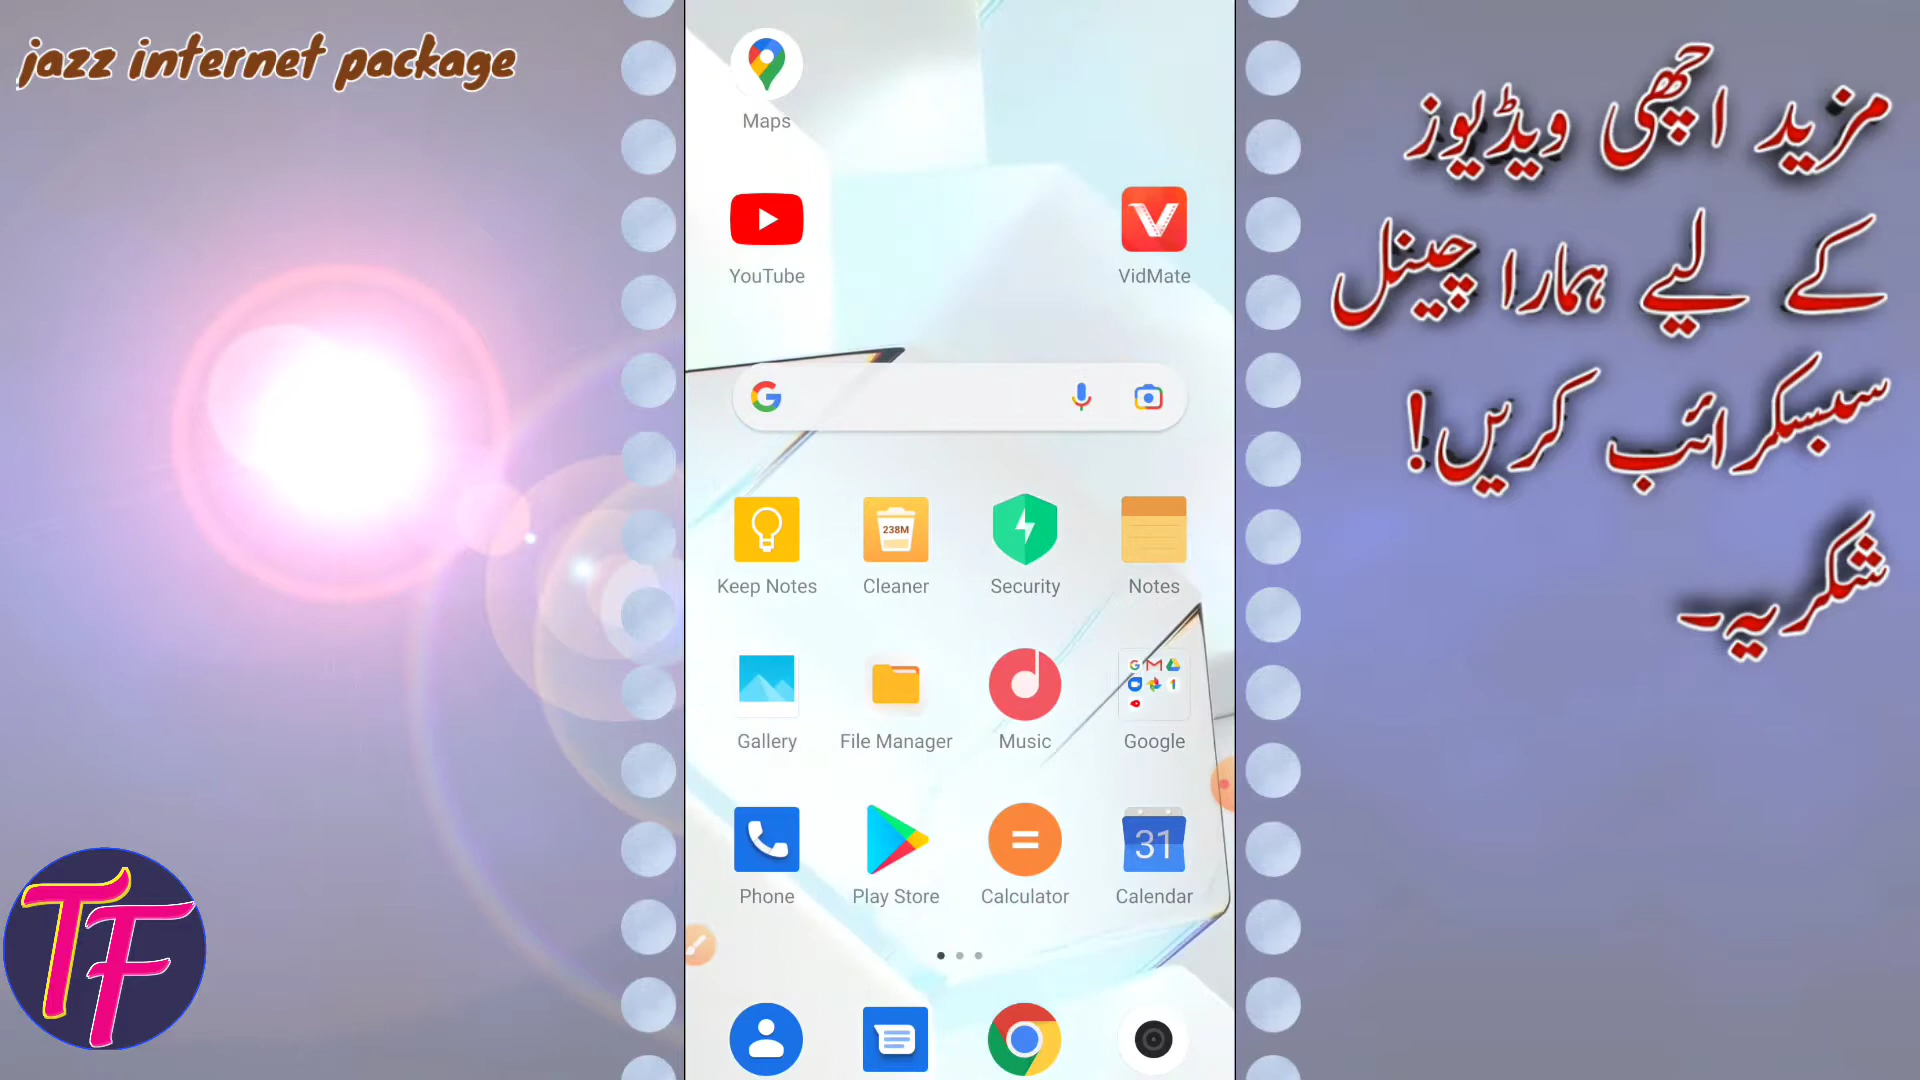 jazz internet package
مزید اچھی ویڈیوز
کے لیے ہمارا چینل
سبسکرائب کریں!
شکریہ۔
Maps
YouTube
VidMate
G
238M
Keep Notes
Cleaner
Security
Notes
Gallery
File Manager
Music
Google
31
Phone
Play Store
Calculator
Calendar
TF